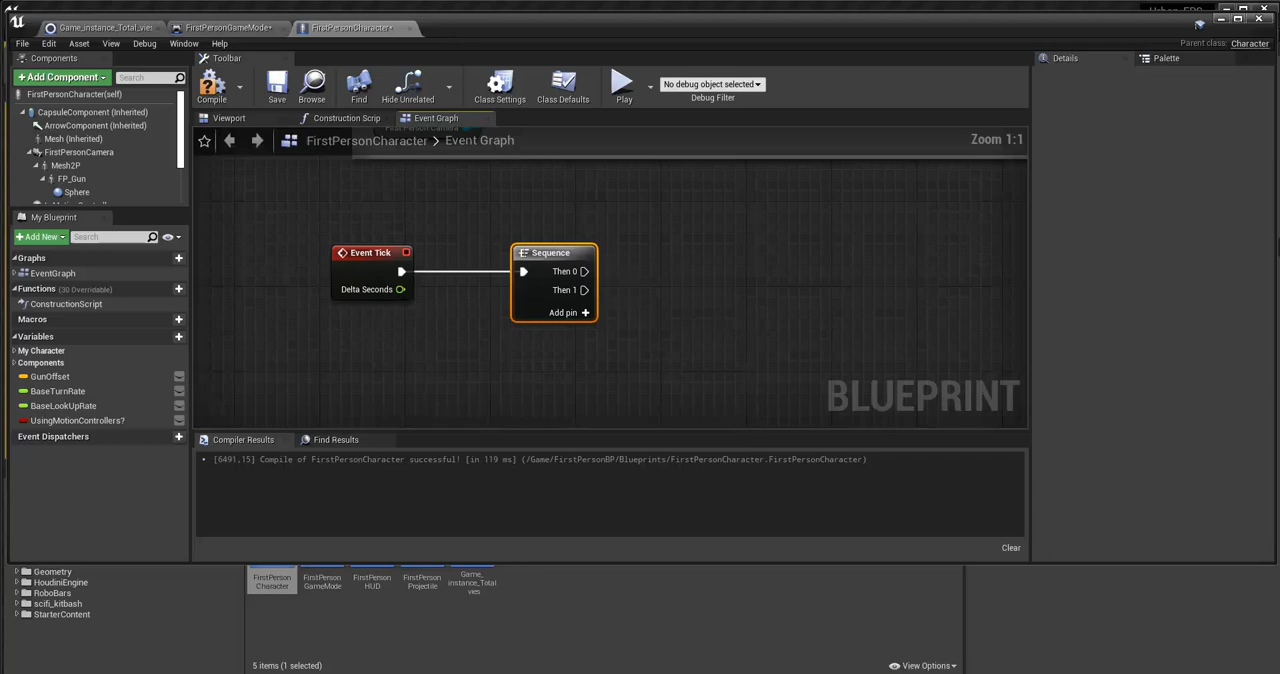 Game_instance_Total_vies
FirstPersonGameMode*
FirstPersonCharacter*
File Edit Asset View Debug Window Help
Parent class: Character
Components
Toolbar
Details
Palette
Add Component
Search
Compile
Save
Browse
Find
Hide Unrelated
Class Settings
Class Defaults
Play
No debug object selected
Debug Filter
FirstPersonCharacter(self)
CapsuleComponent (Inherited)
ArrowComponent (Inherited)
Mesh (Inherited)
FirstPersonCamera
Mesh2P
FP_Gun
Sphere
Viewport
Construction Scrip
Event Graph
FirstPersonCharacter > Event Graph
Zoom 1:1
My Blueprint
Add New
Search
Graphs
EventGraph
Functions (30 Overridable)
ConstructionScript
Macros
Variables
My Character
Components
GunOffset
BaseTurnRate
BaseLookUpRate
UsingMotionControllers?
Event Dispatchers
Event Tick
Delta Seconds
Sequence
Then 0
Then 1
Add pin +
BLUEPRINT
Compiler Results
Find Results
[6491,15] Compile of FirstPersonCharacter successful! [in 119 ms] (/Game/FirstPersonBP/Blueprints/FirstPersonCharacter.FirstPersonCharacter)
Clear
Geometry
HoudiniEngine
RoboBars
scifi_kitbash
StarterContent
FirstPerson
Character
FirstPerson
GameMode
FirstPerson
HUD
FirstPerson
Projectile
Game_
instance_Total
vies
5 items (1 selected)
View Options